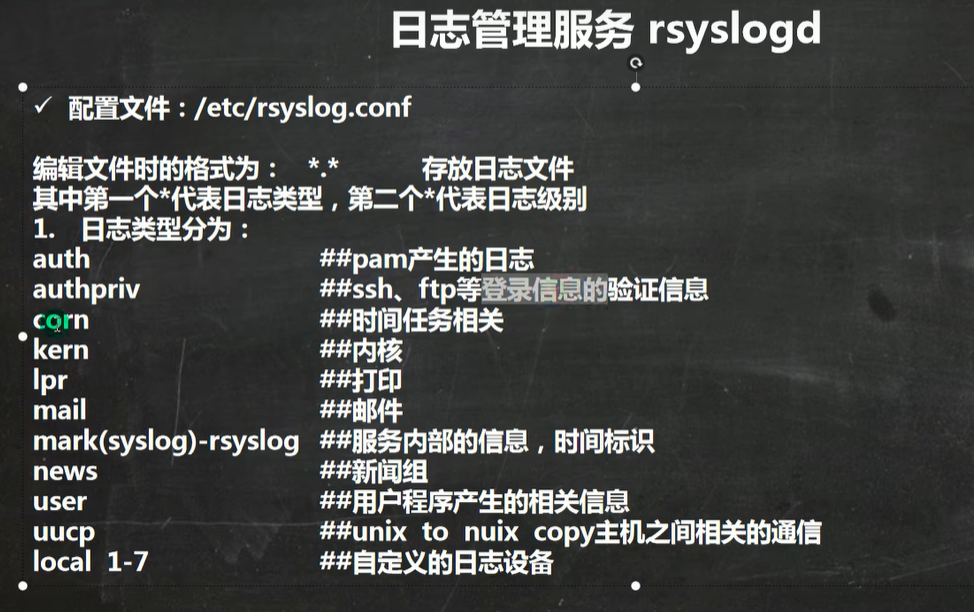 日志管理服务 rsyslogd
✓ 配置文件：/etc/rsyslog.conf
编辑文件时的格式为： *.* 存放日志文件
其中第一个*代表日志类型，第二个*代表日志级别
1. 日志类型分为：
auth ##pam产生的日志
authpriv ##ssh、ftp等登录信息的验证信息
corn ##时间任务相关
kern ##内核
lpr ##打印
mail ##邮件
mark(syslog)-rsyslog ##服务内部的信息，时间标识
news ##新闻组
user ##用户程序产生的相关信息
uucp ##unix to nuix copy主机之间相关的通信
local 1-7 ##自定义的日志设备